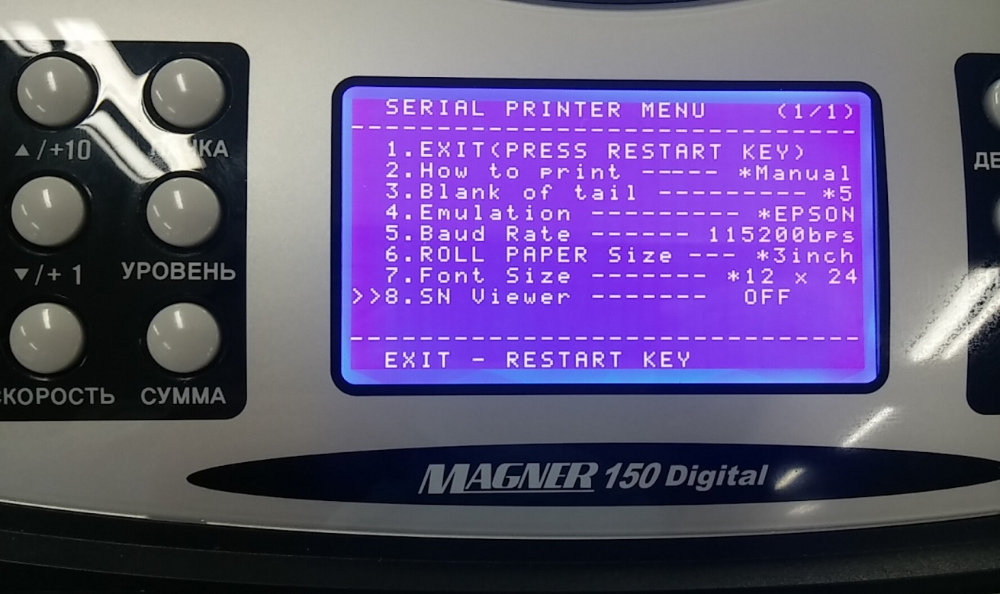 SERIAL PRINTER MENU (1/1)
--------------------------------
1.EXIT(PRESS RESTART KEY)
2.How to print ----- *Manual
3.Blank of tail --------- *5
4.Emulation --------- *EPSON
5.Baud Rate ------ 115200bps
6.ROLL PAPER Size --- *3inch
7.Font Size ------- *12 x 24
>>8.SN Viewer ------- OFF
--------------------------------
EXIT - RESTART KEY
▲/+10
▼/+ 1
УРОВЕНЬ
СКОРОСТЬ СУММА
MAGNER 150 Digital